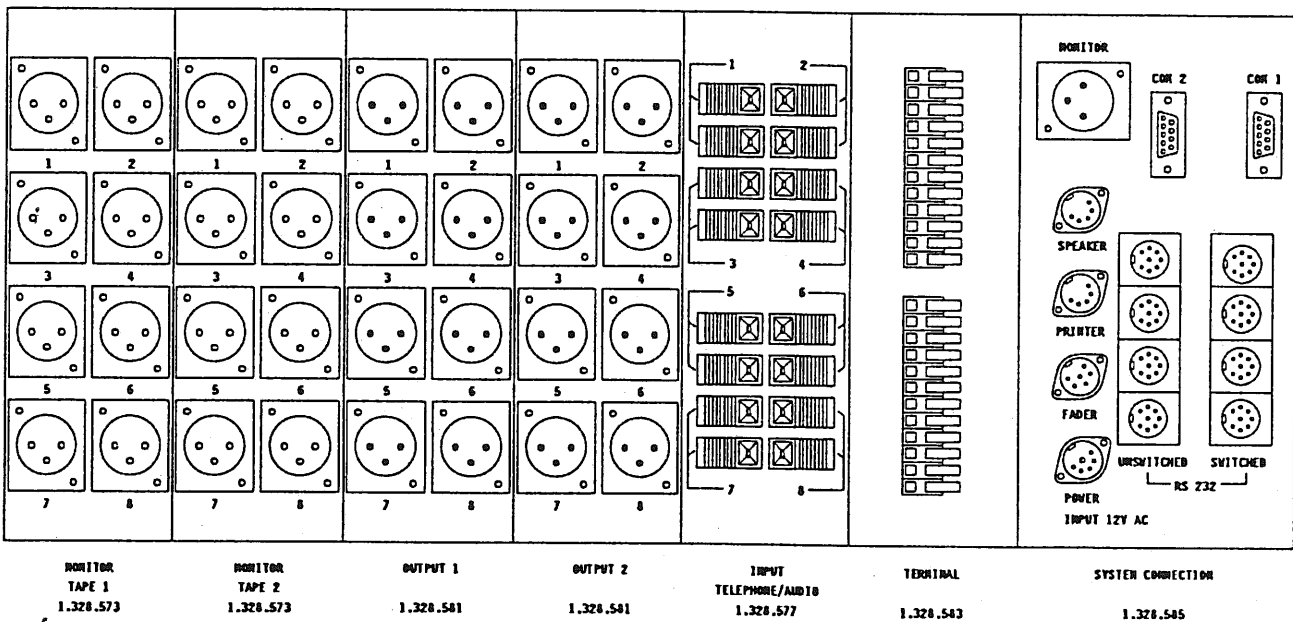 MONITOR
COM 2
COM 1
1 2
1 2 1 2 1 2 1 2
SPEAKER
3 4 3 4 3 4 3 4
3 4
5 6
PRINTER
5 6 5 6 5 6 5 6
FADER
UNSWITCHED SWITCHED
RS 232
7 8
7 8 7 8 7 8 7 8
POWER
INPUT 12V AC
MONITOR
TAPE 1
1.328.573
MONITOR
TAPE 2
1.328.573
OUTPUT 1
1.328.581
OUTPUT 2
1.328.581
INPUT
TELEPHONE/AUDIO
1.328.577
TERMINAL
1.328.583
SYSTEM CONNECTION
1.328.585